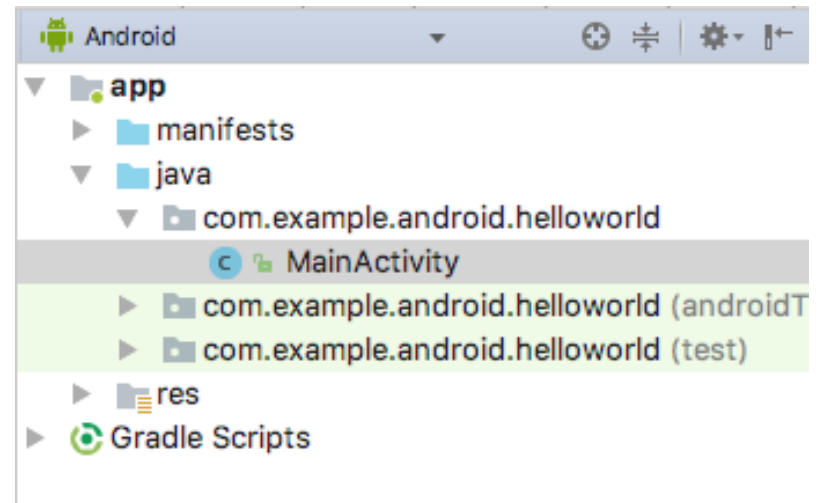 Android
app
manifests
java
com.example.android.helloworld
C MainActivity
com.example.android.helloworld (androidT
com.example.android.helloworld (test)
res
Gradle Scripts